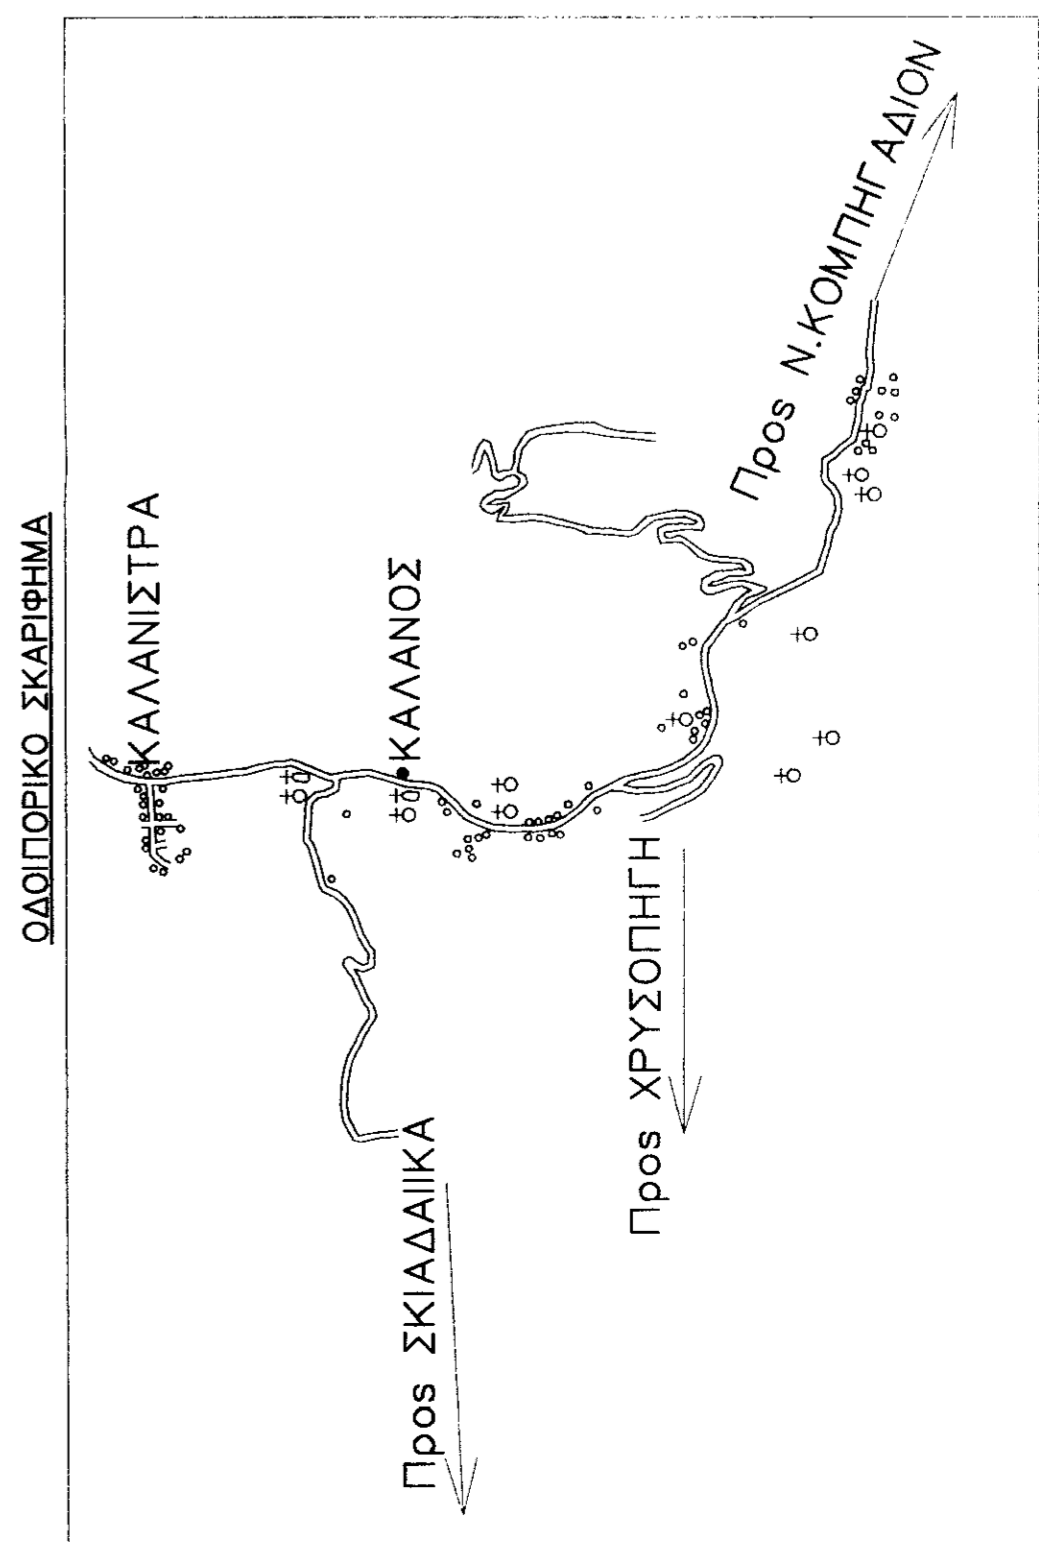 ΟΔΟΙΠΟΡΙΚΟ ΣΚΑΡΙΦΗΜΑ
ΚΑΛΑΝΙΣΤΡΑ
ΚΑΛΑΝΟΣ
Προς Ν.ΚΟΜΠΗΓΑΔΙΟΝ
Προς ΣΚΙΑΔΑΙΙΚΑ
Προς ΧΡΥΣΟΠΗΓΗ